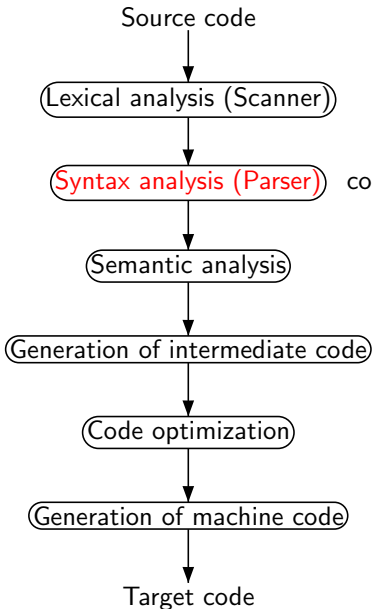 Source code
Lexical analysis (Scanner)
Syntax analysis (Parser) co
Semantic analysis
Generation of intermediate code
Code optimization
Generation of machine code
Target code